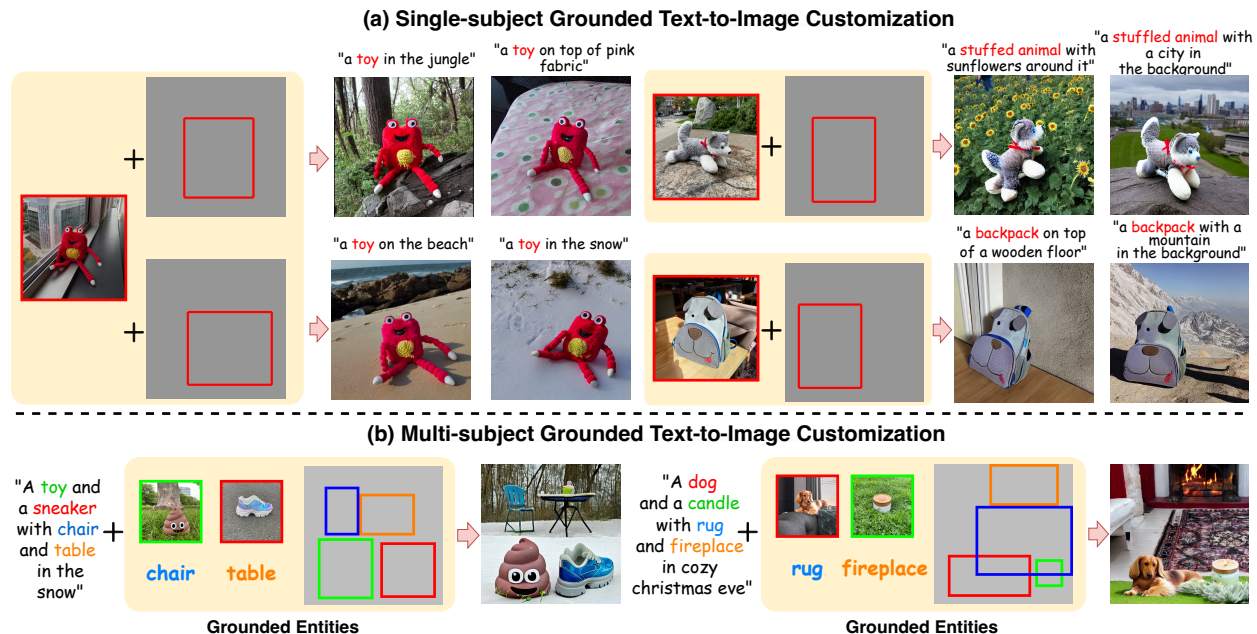 (a) Single-subject Grounded Text-to-Image Customization
"a toy in the jungle"
"a toy on top of pink
fabric"
"a stuffed animal with
sunflowers around it"
"a stuffled animal with
a city in
the background"
+
+
"a toy on the beach"
"a toy in the snow"
"a backpack on top
of a wooden floor"
"a backpack with a
mountain
in the background"
+
+
(b) Multi-subject Grounded Text-to-Image Customization
"A toy and
a sneaker
with chair
and table
in the
snow"
+
chair
table
Grounded Entities
"A dog
and a candle
with rug
and fireplace
in cozy
christmas eve"
+
rug
fireplace
Grounded Entities